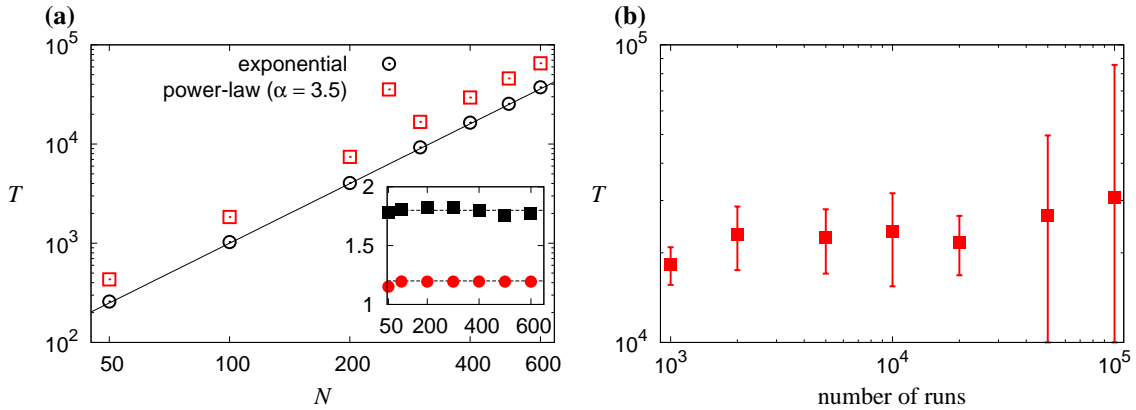 (a)
T
10^5
10^4
10^3
10^2
exponential
power-law (α = 3.5)
2
1.5
1
50 200 400 600
50 100 200 400 600
N
(b)
T
10^5
10^4
10^3 10^4 10^5
number of runs